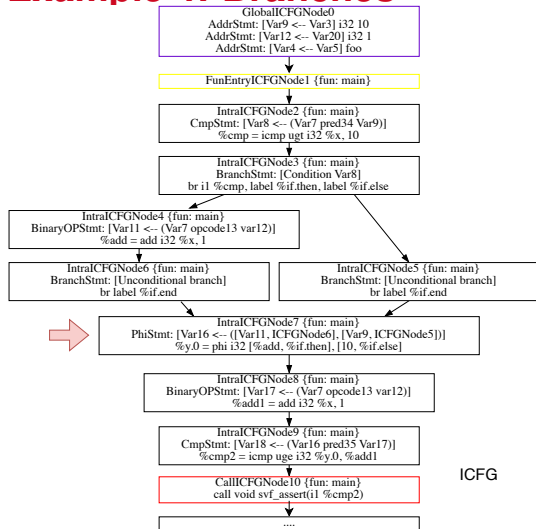 Example 4: Branches
GlobalICFGNode0
AddrStmt: [Var9 <-- Var3] i32 10
AddrStmt: [Var12 <-- Var20] i32 1
AddrStmt: [Var4 <-- Var5] foo
FunEntryICFGNode1 {fun: main}
IntraICFGNode2 {fun: main}
CmpStmt: [Var8 <-- (Var7 pred34 Var9)]
%cmp = icmp ugt i32 %x, 10
IntraICFGNode3 {fun: main}
BranchStmt: [Condition Var8]
br i1 %cmp, label %if.then, label %if.else
IntraICFGNode4 {fun: main}
BinaryOPStmt: [Var11 <-- (Var7 opcode13 var12)]
%add = add i32 %x, 1
IntraICFGNode6 {fun: main}
BranchStmt: [Unconditional branch]
br label %if.end
IntraICFGNode5 {fun: main}
BranchStmt: [Unconditional branch]
br label %if.end
IntraICFGNode7 {fun: main}
PhiStmt: [Var16 <-- ([Var11, ICFGNode6], [Var9, ICFGNode5])]
%y.0 = phi i32 [%add, %if.then], [10, %if.else]
IntraICFGNode8 {fun: main}
BinaryOPStmt: [Var17 <-- (Var7 opcode13 var12)]
%add1 = add i32 %x, 1
IntraICFGNode9 {fun: main}
CmpStmt: [Var18 <-- (Var16 pred35 Var17)]
%cmp2 = icmp uge i32 %y.0, %add1
ICFG
CallICFGNode10 {fun: main}
call void svf_assert(i1 %cmp2)
....